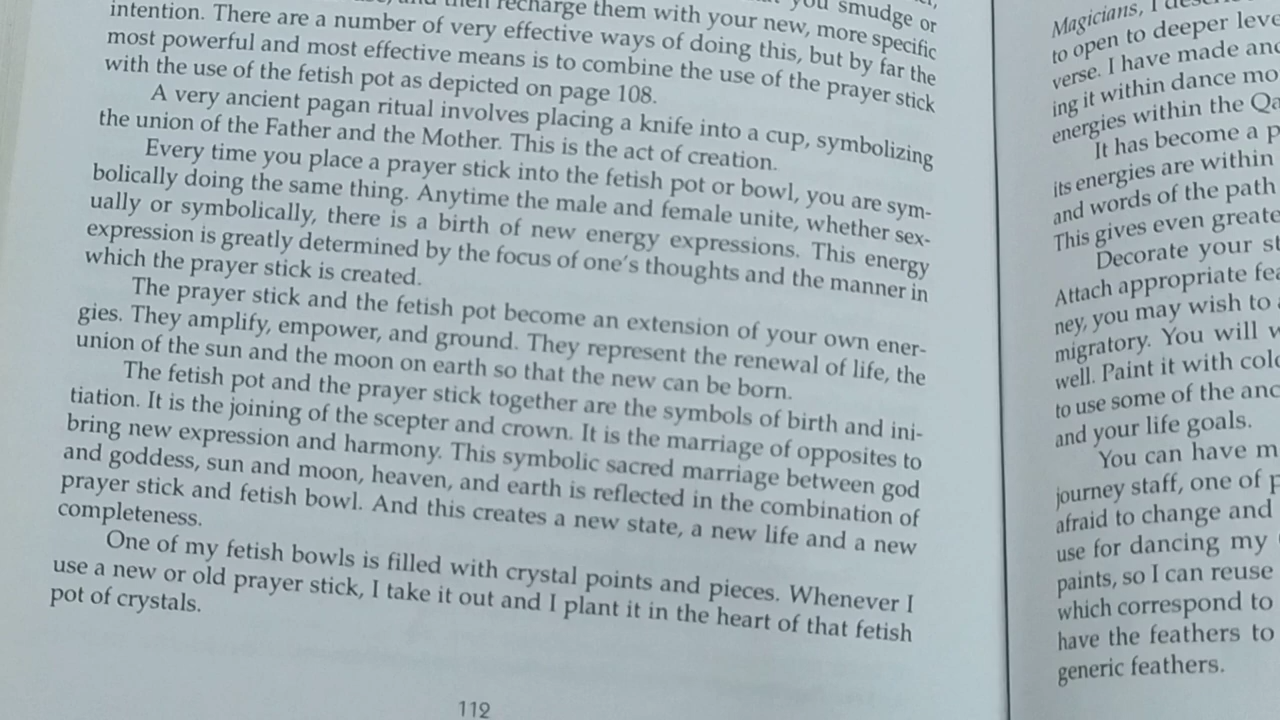 you smudge or
then recharge them with your new, more specific
intention. There are a number of very effective ways of doing this, but by far the
most powerful and most effective means is to combine the use of the prayer stick
with the use of the fetish pot as depicted on page 108.
A very ancient pagan ritual involves placing a knife into a cup, symbolizing
the union of the Father and the Mother. This is the act of creation.
Every time you place a prayer stick into the fetish pot or bowl, you are sym-
bolically doing the same thing. Anytime the male and female unite, whether sex-
ually or symbolically, there is a birth of new energy expressions. This energy
expression is greatly determined by the focus of one's thoughts and the manner in
which the prayer stick is created.
The prayer stick and the fetish pot become an extension of your own ener-
gies. They amplify, empower, and ground. They represent the renewal of life, the
union of the sun and the moon on earth so that the new can be born.
The fetish pot and the prayer stick together are the symbols of birth and ini-
tiation. It is the joining of the scepter and crown. It is the marriage of opposites to
bring new expression and harmony. This symbolic sacred marriage between god
and goddess, sun and moon, heaven, and earth is reflected in the combination of
prayer stick and fetish bowl. And this creates a new state, a new life and a new
completeness.
One of my fetish bowls is filled with crystal points and pieces. Whenever I
use a new or old prayer stick, I take it out and I plant it in the heart of that fetish
pot of crystals.
112
Magicians, I
to open to deeper
verse. I have made
ing it within dance
energies within the
It has become a
its energies are within
and words of the path
This gives even
Decorate your
Attach appropriate
ney, you may wish to
migratory. You will
well. Paint it with
to use some of the
and your life goals.
You can have
journey staff, one of
afraid to change and
use for dancing my
paints, so I can reuse
which correspond to
have the feathers to
generic feathers.